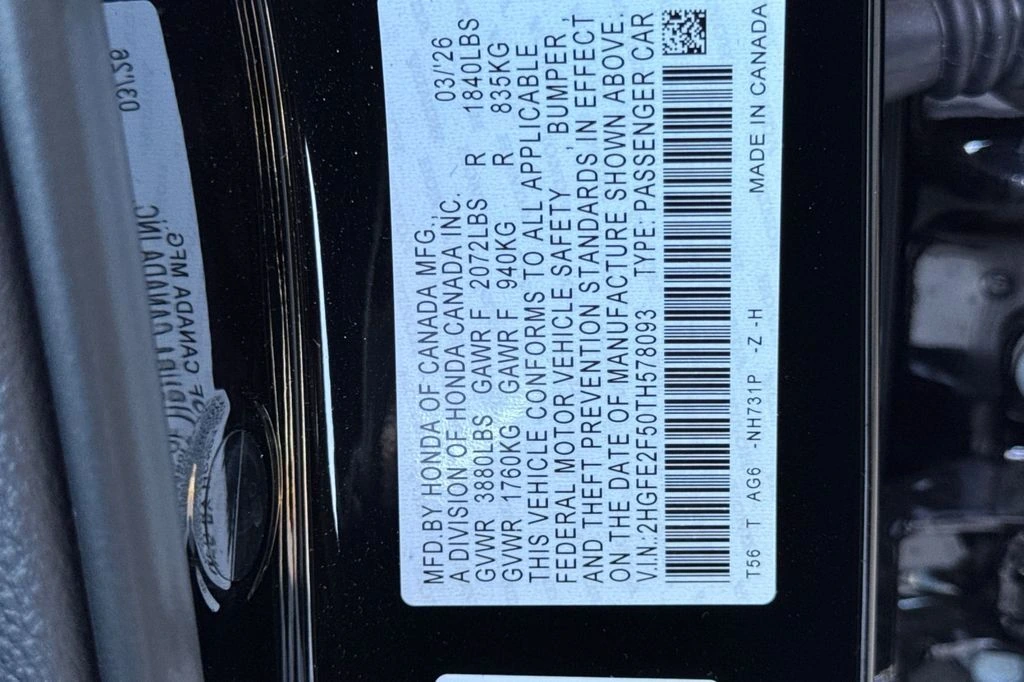 MFD.BY HONDA OF CANADA MFG., 03/26
A DIVISION OF HONDA CANADA INC.
GVWR 3880LBS GAWR F 2072LBS R 1840LBS
GVWR 1760KG GAWR F 940KG R 835KG
THIS VEHICLE CONFORMS TO ALL APPLICABLE
FEDERAL MOTOR VEHICLE SAFETY , BUMPER ,
AND THEFT PREVENTION STANDARDS IN EFFECT
ON THE DATE OF MANUFACTURE SHOWN ABOVE.
V.I.N.:2HGFE2F50TH578093 TYPE: PASSENGER CAR
T56 T AG6 -NH731P -Z -H MADE IN CANADA